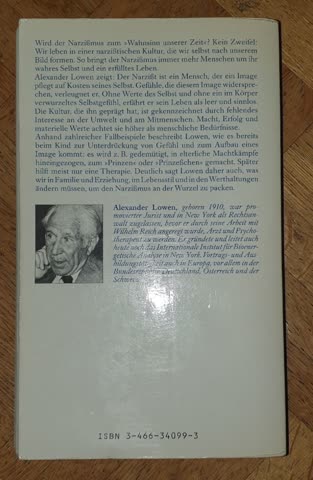 Wird der Narzißmus zum »Wahnsinn unserer Zeit«? Kein Zweifel:
Wir leben in einer narzißtischen Kultur, die wir selbst nach unserem
Bild formen. So bringt der Narzißmus immer mehr Menschen um ihr
wahres Selbst und ein erfülltes Leben.
Alexander Lowen zeigt: Der Narzißt ist ein Mensch, der ein Image
pflegt auf Kosten seines Selbst. Gefühle, die diesem Image widerspre-
chen, verleugnet er. Ohne Werte des Selbst und ohne ein im Körper
verwurzeltes Selbstgefühl, erfährt er sein Leben als leer und sinnlos.
Die Kultur, die ihn geprägt hat, ist gekennzeichnet durch fehlendes
Interesse an der Umwelt und am Mitmenschen. Macht, Erfolg und
materielle Werte achtet sie höher als menschliche Bedürfnisse.
Anhand zahlreicher Fallbeispiele beschreibt Lowen, wie es bereits
beim Kind zur Unterdrückung von Gefühl und zum Aufbau eines
Image kommt: es wird z. B. gedemütigt, in elterliche Machtkämpfe
hineingezogen, zum »Prinzen« oder »Prinzeßchen« gemacht. Später
hilft meist nur eine Therapie. Deutlich sagt Lowen daher auch, was
wir in Familie und Erziehung, im Lebensstil und in den Werthaltungen
ändern müssen, um den Narzißmus an der Wurzel zu packen.
Alexander Lowen, geboren 1910, war pro-
movierter Jurist und in New York als Rechtsan-
walt zugelassen, bevor er durch seine Arbeit mit
Wilhelm Reich angeregt wurde, Arzt und Psycho-
therapeut zu werden. Er gründete und leitet auch
heute noch das Internationale Institut für Bioener-
getische Analyse in New York. Vortrags- und Aus-
bildungstätigkeit auch in Europa, vor allem in der
Bundesrepublik Deutschland, Österreich und der
Schweiz.
ISBN 3-466-34099-3